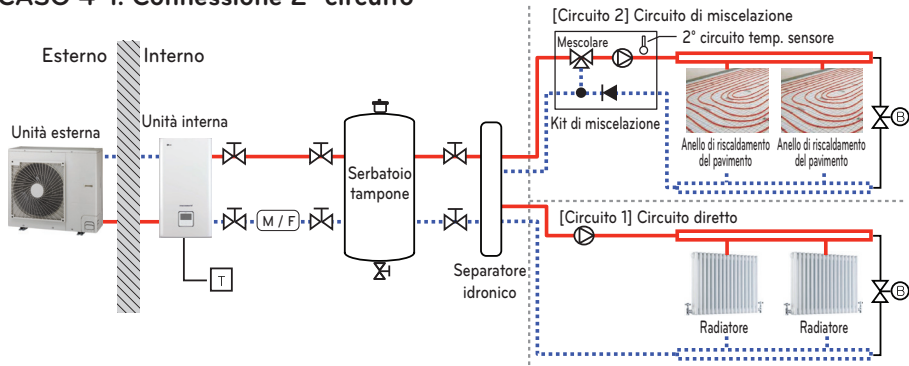 CASO 4-1: Connessione 2° circuito
Esterno
Interno
Unità esterna
Unità interna
T
M / F
Serbatoio
tampone
Separatore
idronico
[Circuito 2] Circuito di miscelazione
Mescolare
2° circuito temp. sensore
Kit di miscelazione
Anello di riscaldamento
del pavimento
Anello di riscaldamento
del pavimento
B
[Circuito 1] Circuito diretto
Radiatore
Radiatore
B